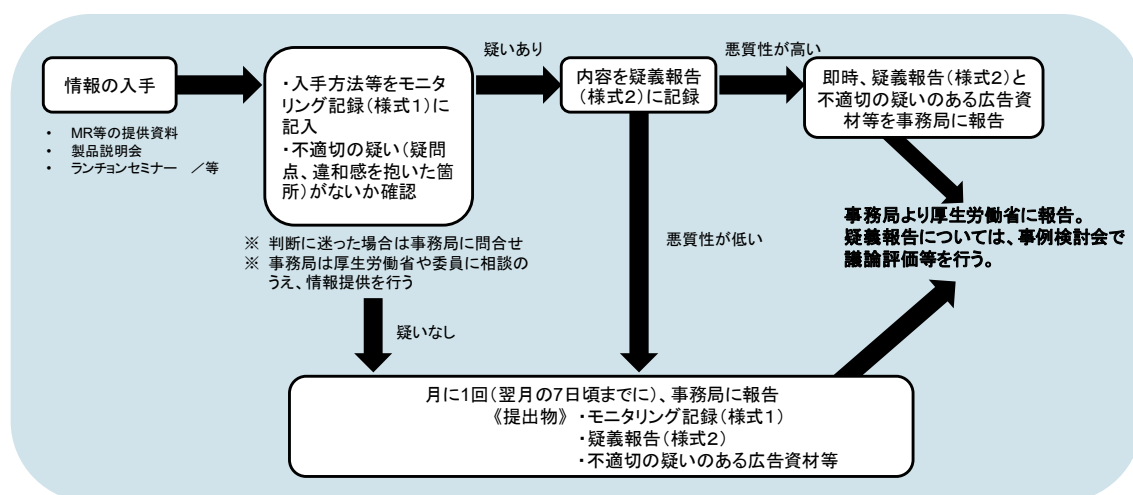 情報の入手
・ MR等の提供資料
・ 製品説明会
・ ランチョンセミナー ／等
・入手方法等をモニタ
リング記録(様式１)に
記入
・不適切の疑い(疑問
点、違和感を抱いた箇
所)がないか確認
※ 判断に迷った場合は事務局に問合せ
※ 事務局は厚生労働省や委員に相談の
うえ、情報提供を行う
疑いあり
内容を疑義報告
(様式２)に記録
悪質性が高い
即時、疑義報告(様式２)と
不適切の疑いのある広告資
材等を事務局に報告
事務局より厚生労働省に報告。
疑義報告については、事例検討会で
議論評価等を行う。
悪質性が低い
疑いなし
月に1回(翌月の7日頃までに)、事務局に報告
《提出物》 ・モニタリング記録(様式１)
・疑義報告(様式２)
・不適切の疑いのある広告資材等